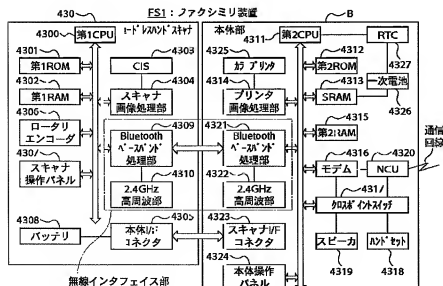 FS1：ファクシミリ装置
430
B
4300
第1CPU
コードレスハンドスキャナ
本体部
4311
第2CPU
RTC
4301
第1ROM
4303
CIS
4325
カラ プリンタ
4312
第2ROM
4327
4302
第1RAM
4304
スキャナ
画像処理部
4314
プリンタ
画像処理部
4313
SRAM
一次電池
4326
4306
ロータリ
エンコーダ
4315
第2RAM
4309
Bluetooth
ベースバンド
処理部
4321
Bluetooth
ベースバンド
処理部
通信
回線
4307
スキャナ
操作パネル
4316
モデム
4320
NCU
4310
2.4GHz
高周波部
4322
2.4GHz
高周波部
4317
クロスポイントスイッチ
4308
バッテリ
4305
本体I/F
コネクタ
4323
スキャナI/F
コネクタ
スピーカ
4319
ハンドセット
4318
4324
本体操作
パネル
無線インタフェイス部